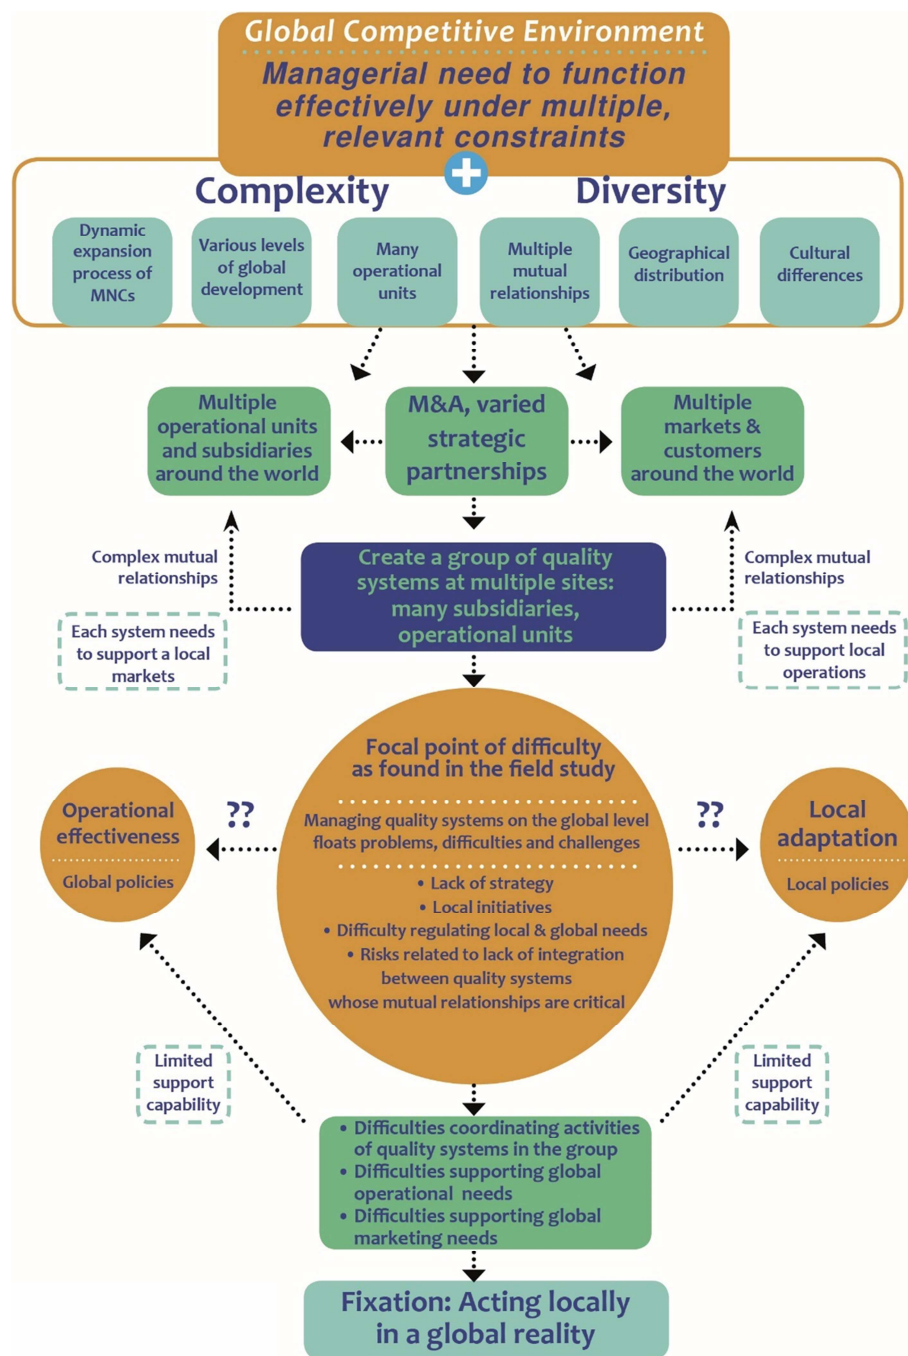 Global Competitive Environment
Managerial need to function
effectively under multiple,
relevant constraints
Complexity
Diversity
Dynamic
expansion
process of
MNCs
Various levels
of global
development
Many
operational
units
Multiple
mutual
relationships
Geographical
distribution
Cultural
differences
Multiple
operational units
and subsidiaries
around the world
M&A, varied
strategic
partnerships
Multiple
markets &
customers
around the world
Complex mutual
relationships
Create a group of quality
systems at multiple sites:
many subsidiaries,
operational units
Complex mutual
relationships
Each system needs
to support a local
markets
Each system needs
to support local
operations
Focal point of difficulty
as found in the field study
Managing quality systems on the global level
floats problems, difficulties and challenges
• Lack of strategy
• Local initiatives
• Difficulty regulating local & global needs
• Risks related to lack of integration
between quality systems
whose mutual relationships are critical
Operational
effectiveness
Global policies
??
??
Local
adaptation
Local policies
Limited
support
capability
Limited
support
capability
• Difficulties coordinating activities
of quality systems in the group
• Difficulties supporting global
operational needs
• Difficulties supporting global
marketing needs
Fixation: Acting locally
in a global reality